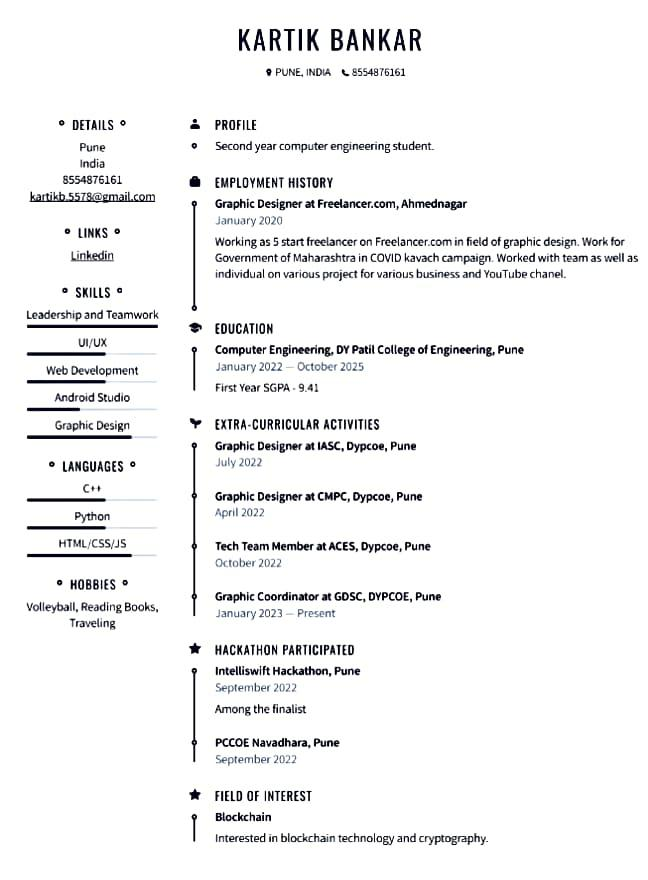 KARTIK BANKAR
PUNE, INDIA 8554876161
DETAILS
Pune
India
8554876161
kartikb.5578@gmail.com
LINKS
Linkedin
SKILLS
Leadership and Teamwork
UI/UX
Web Development
Android Studio
Graphic Design
LANGUAGES
C++
Python
HTML/CSS/JS
HOBBIES
Volleyball, Reading Books,
Traveling
PROFILE
Second year computer engineering student.
EMPLOYMENT HISTORY
Graphic Designer at Freelancer.com, Ahmednagar
January 2020
Working as 5 start freelancer on Freelancer.com in field of graphic design. Work for
Government of Maharashtra in COVID kavach campaign. Worked with team as well as
individual on various project for various business and YouTube chanel.
EDUCATION
Computer Engineering, DY Patil College of Engineering, Pune
January 2022 — October 2025
First Year SGPA - 9.41
EXTRA-CURRICULAR ACTIVITIES
Graphic Designer at IASC, Dypcoe, Pune
July 2022
Graphic Designer at CMPC, Dypcoe, Pune
April 2022
Tech Team Member at ACES, Dypcoe, Pune
October 2022
Graphic Coordinator at GDSC, DYPCOE, Pune
January 2023 — Present
HACKATHON PARTICIPATED
Intelliswift Hackathon, Pune
September 2022
Among the finalist
PCCOE Navadhara, Pune
September 2022
FIELD OF INTEREST
Blockchain
Interested in blockchain technology and cryptography.